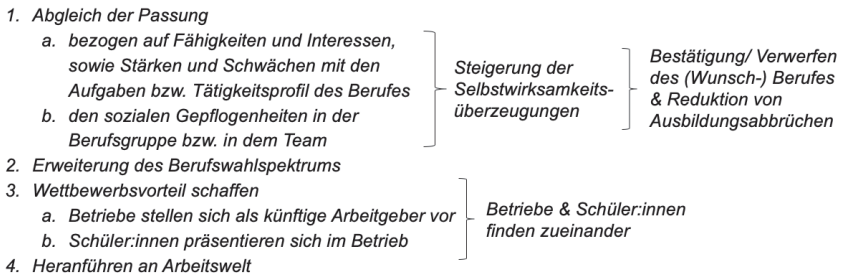 1. Abgleich der Passung
a. bezogen auf Fähigkeiten und Interessen,
sowie Stärken und Schwächen mit den
Aufgaben bzw. Tätigkeitsprofil des Berufes
b. den sozialen Gepflogenheiten in der
Berufsgruppe bzw. in dem Team
Steigerung der
Selbstwirksamkeits-
überzeugungen
Bestätigung/ Verwerfen
des (Wunsch-) Berufes
& Reduktion von
Ausbildungsabbrüchen
2. Erweiterung des Berufswahlspektrums
3. Wettbewerbsvorteil schaffen
a. Betriebe stellen sich als künftige Arbeitgeber vor
b. Schüler:innen präsentieren sich im Betrieb
Betriebe & Schüler:innen
finden zueinander
4. Heranführen an Arbeitswelt